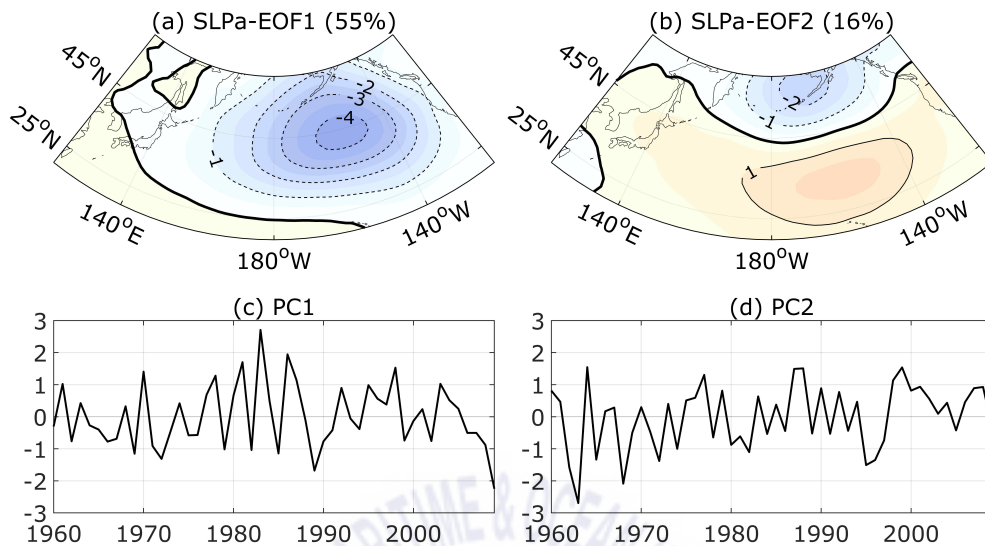 (a) SLPa-EOF1 (55%)
45°N
25°N
140°E
180°W
140°W
-1
-2
-3
-4
(b) SLPa-EOF2 (16%)
45°N
25°N
140°E
180°W
140°W
-2
-1
1
(c) PC1
3
2
1
0
-1
-2
-3
1960 1970 1980 1990 2000
(d) PC2
3
2
1
0
-1
-2
-3
1960 1970 1980 1990 2000